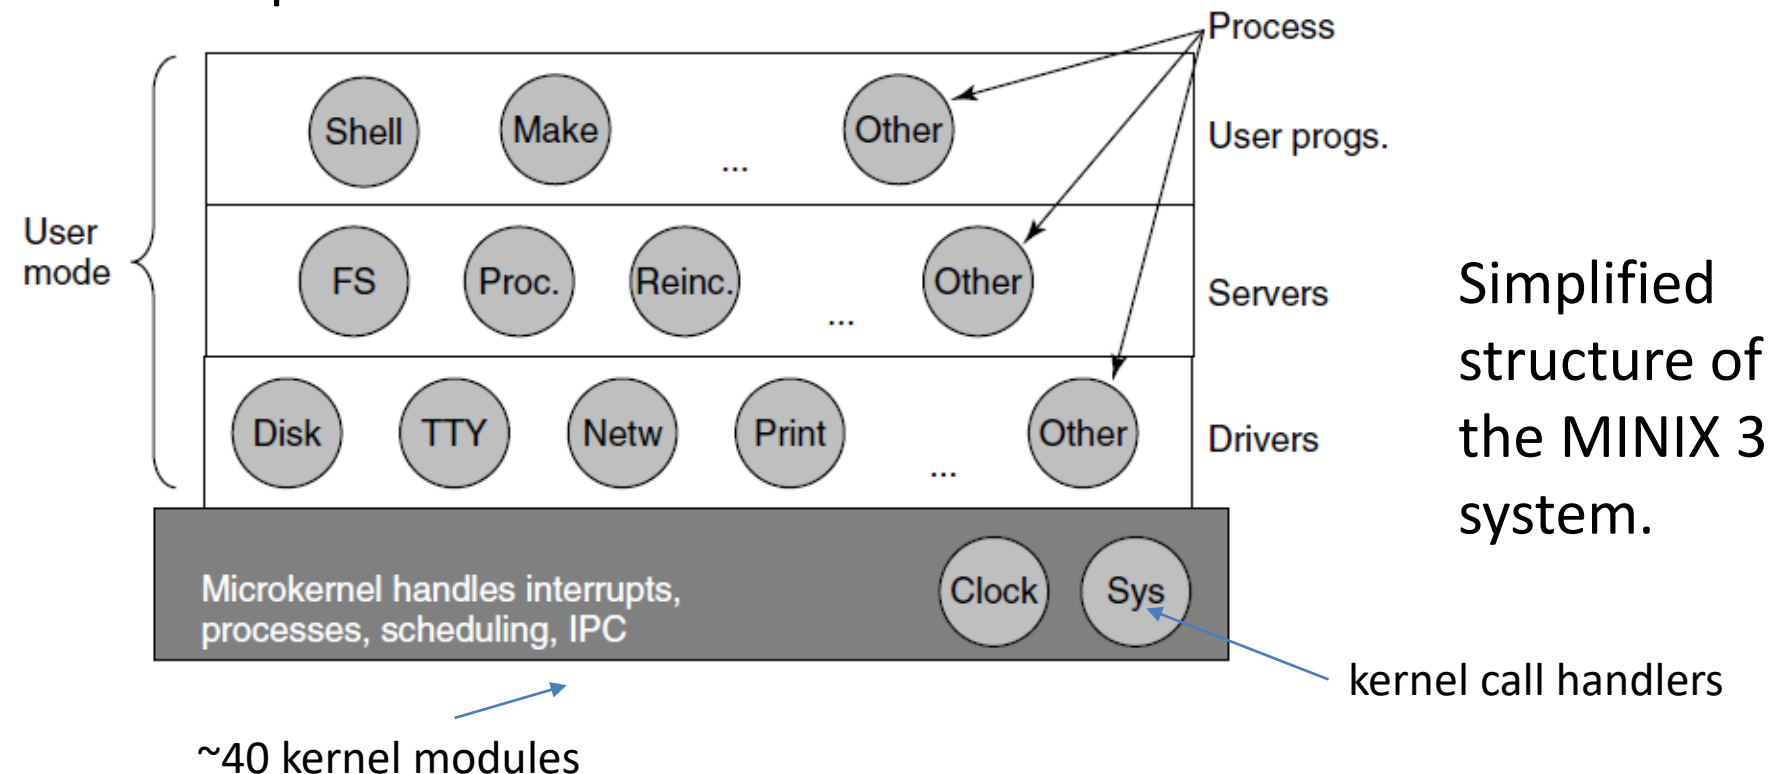 Process
Shell
Make
...
Other
User progs.
User
mode
FS
Proc.
Reinc.
...
Other
Servers
Disk
TTY
Netw
Print
...
Other
Drivers
Simplified
structure of
the MINIX 3
system.
Microkernel handles interrupts,
processes, scheduling, IPC
Clock
Sys
kernel call handlers
~40 kernel modules